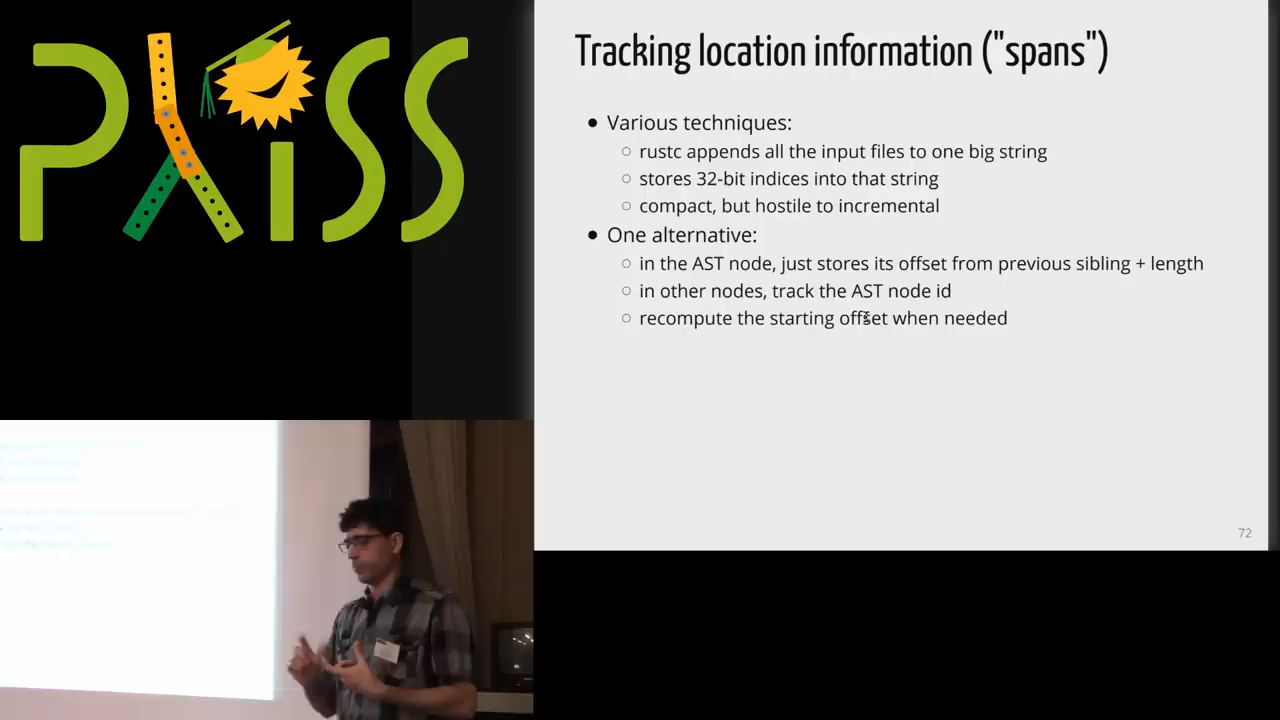 PLISS
Tracking location information ("spans")
● Various techniques:
○ rustc appends all the input files to one big string
○ stores 32-bit indices into that string
○ compact, but hostile to incremental
● One alternative:
○ in the AST node, just stores its offset from previous sibling + length
○ in other nodes, track the AST node id
○ recompute the starting offset when needed
72